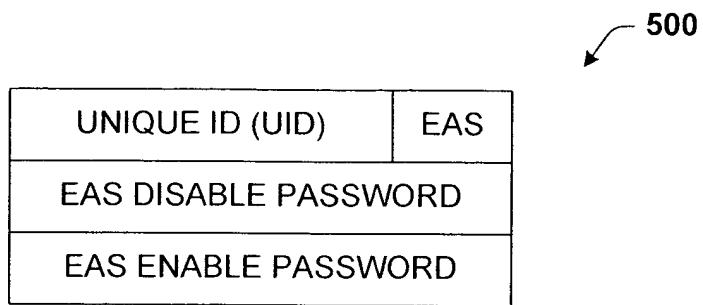 500
UNIQUE ID (UID) EAS
EAS DISABLE PASSWORD
EAS ENABLE PASSWORD